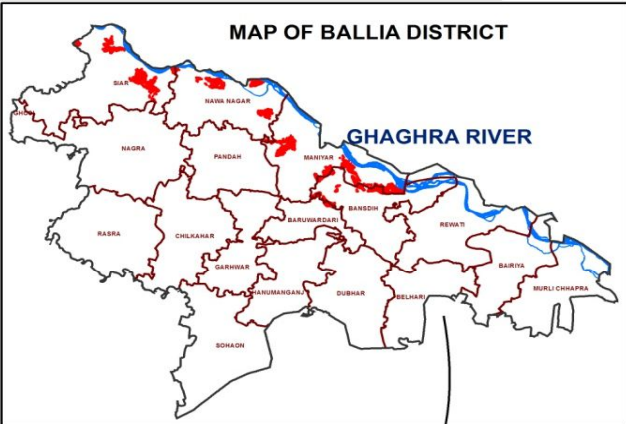 MAP OF BALLIA DISTRICT
SIAR
NAWA NAGAR
GHOSI
GHAGHRA RIVER
NAGRA
PANDAH
MANIYAR
BANSDIH
BARUWARDARI
REWATI
RASRA
CHILKAHAR
GARHWAR
BAIRIYA
HANUMANGANJ
DUBHAR
BELHARI
MURLI CHHAPRA
SOHAON